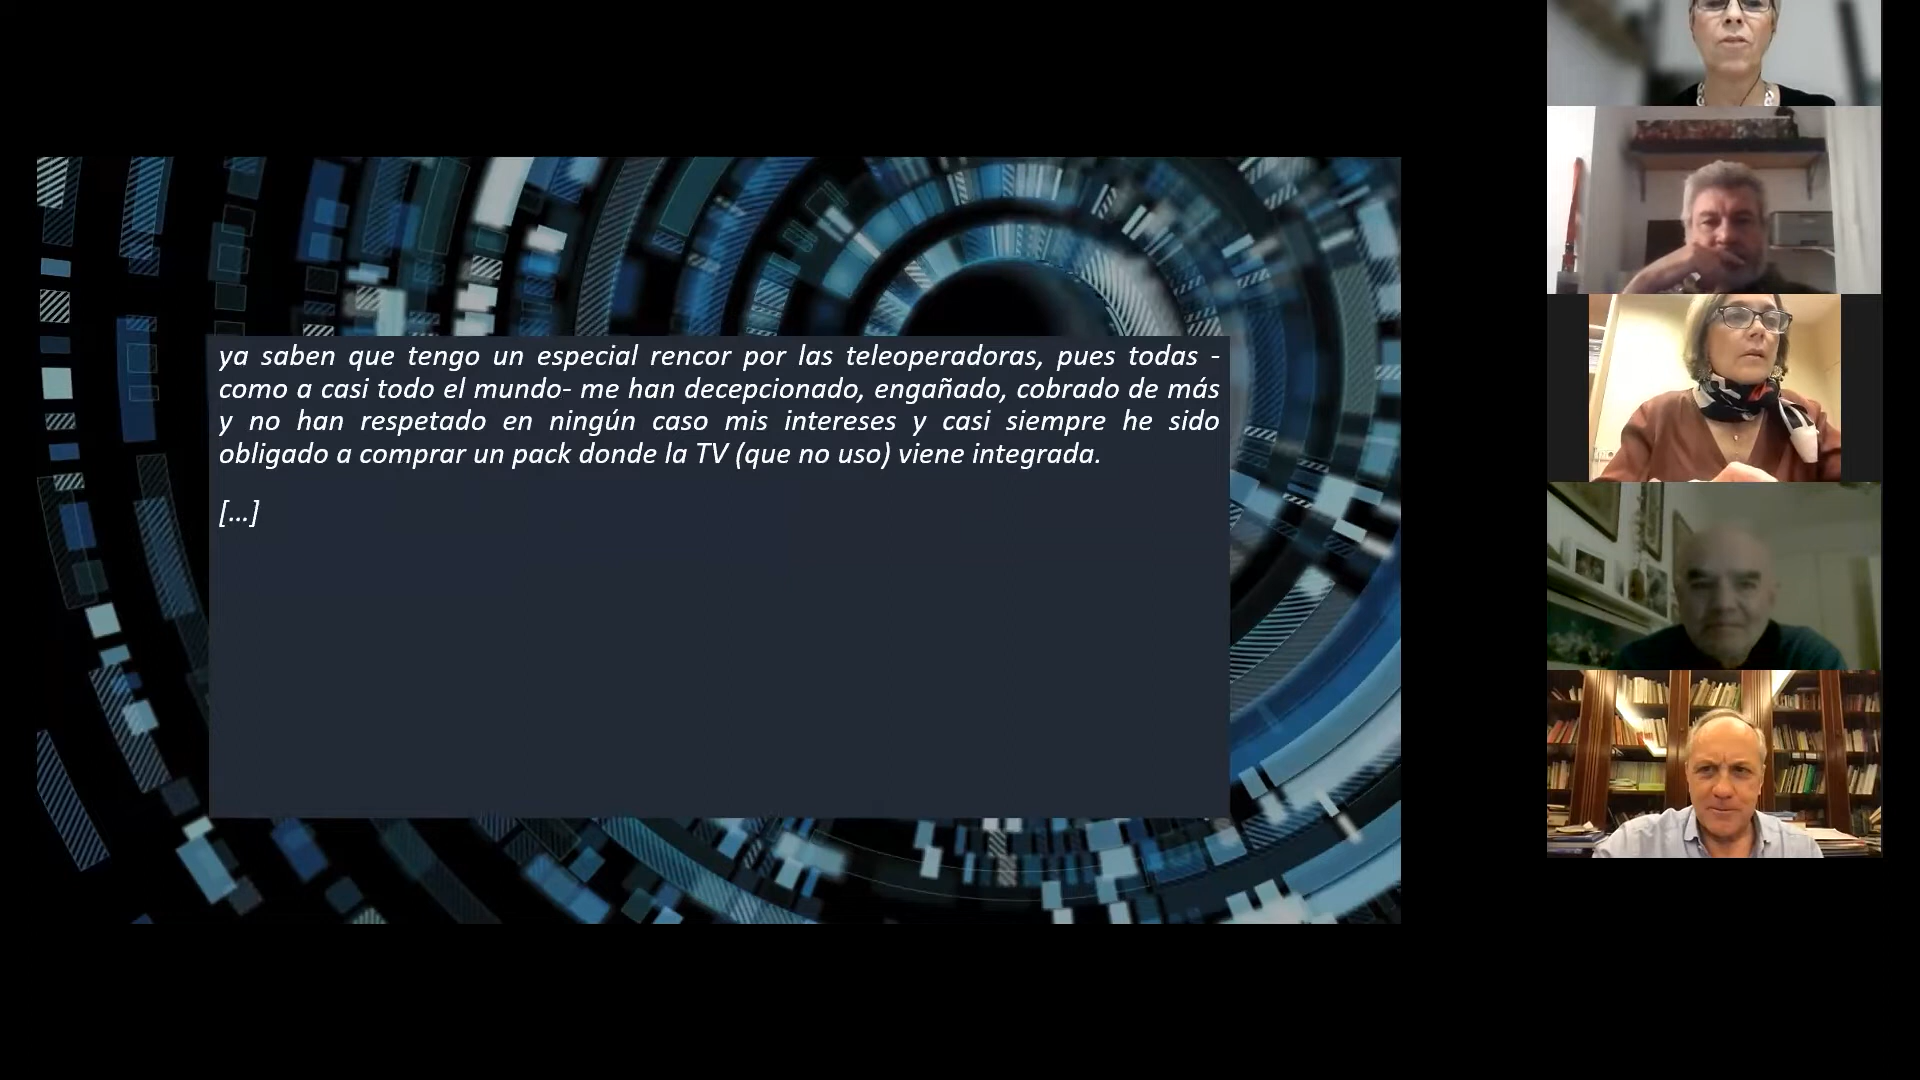 ya saben que tengo un especial rencor por las teleoperadoras, pues todas -
como a casi todo el mundo- me han decepcionado, engañado, cobrado de más
y no han respetado en ningún caso mis intereses y casi siempre he sido
obligado a comprar un pack donde la TV (que no uso) viene integrada.
[…]